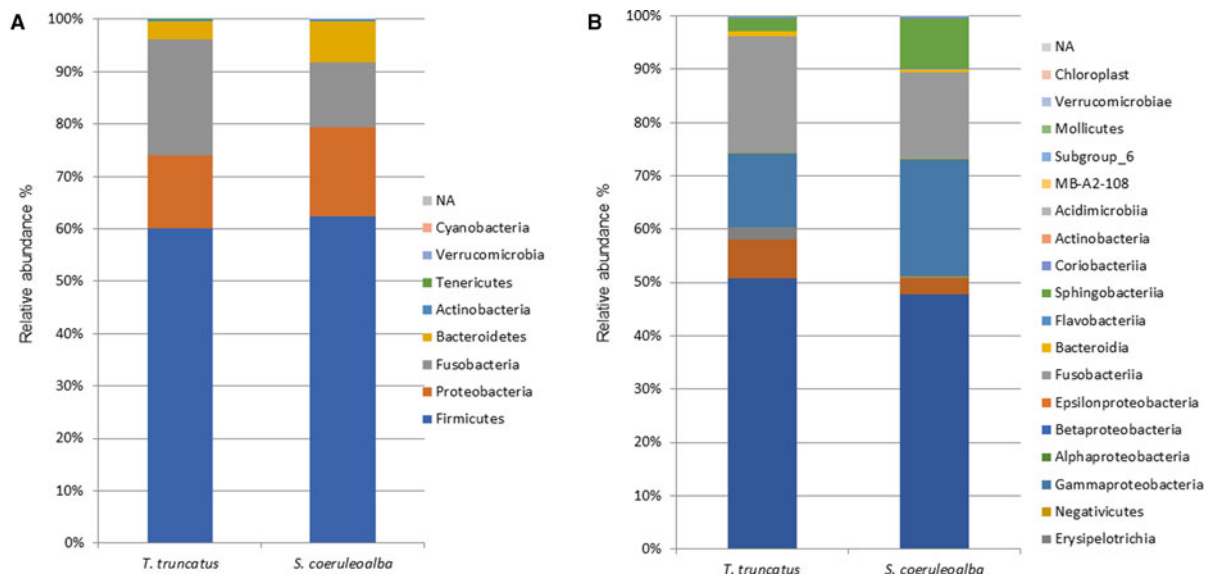 A
Relative abundance %
100%
90%
80%
70%
60%
50%
40%
30%
20%
10%
0%
T. truncatus
S. coeruleoalba
NA
Cyanobacteria
Verrucomicrobia
Tenericutes
Actinobacteria
Bacteroidetes
Fusobacteria
Proteobacteria
Firmicutes
B
Relative abundance %
100%
90%
80%
70%
60%
50%
40%
30%
20%
10%
0%
T. truncatus
S. coeruleoalba
NA
Chloroplast
Verrucomicrobiae
Mollicutes
Subgroup_6
MB-A2-108
Acidimicrobiia
Actinobacteria
Coriobacteriia
Sphingobacteriia
Flavobacteriia
Bacteroidia
Fusobacteriia
Epsilonproteobacteria
Betaproteobacteria
Alphaproteobacteria
Gammaproteobacteria
Negativicutes
Erysipelotrichia